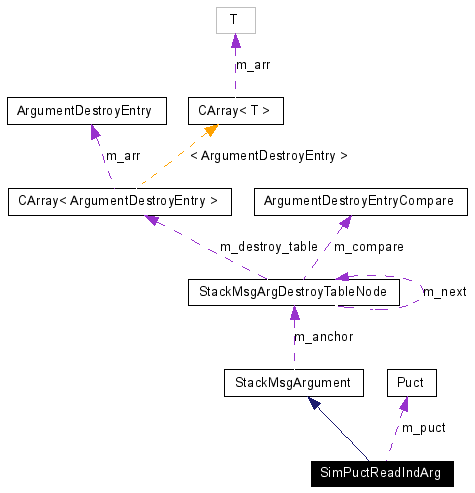 T
m_arr
ArgumentDestroyEntry
CArray< T >
m_arr
< ArgumentDestroyEntry >
CArray< ArgumentDestroyEntry >
ArgumentDestroyEntryCompare
m_destroy_table
m_compare
StackMsgArgDestroyTableNode
m_next
m_anchor
StackMsgArgument
Puct
m_puct
SimPuctReadIndArg